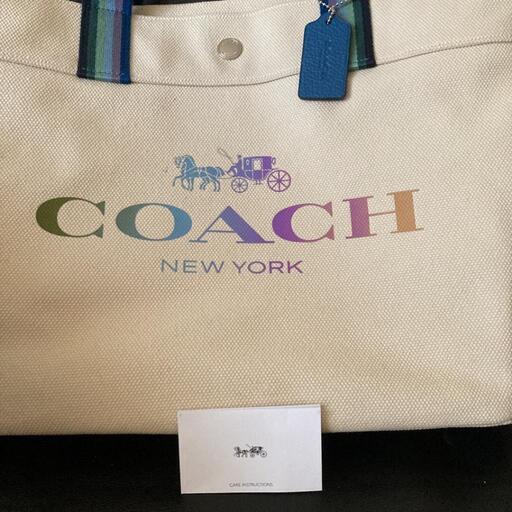 COACH
NEW YORK
CARE INSTRUCTIONS